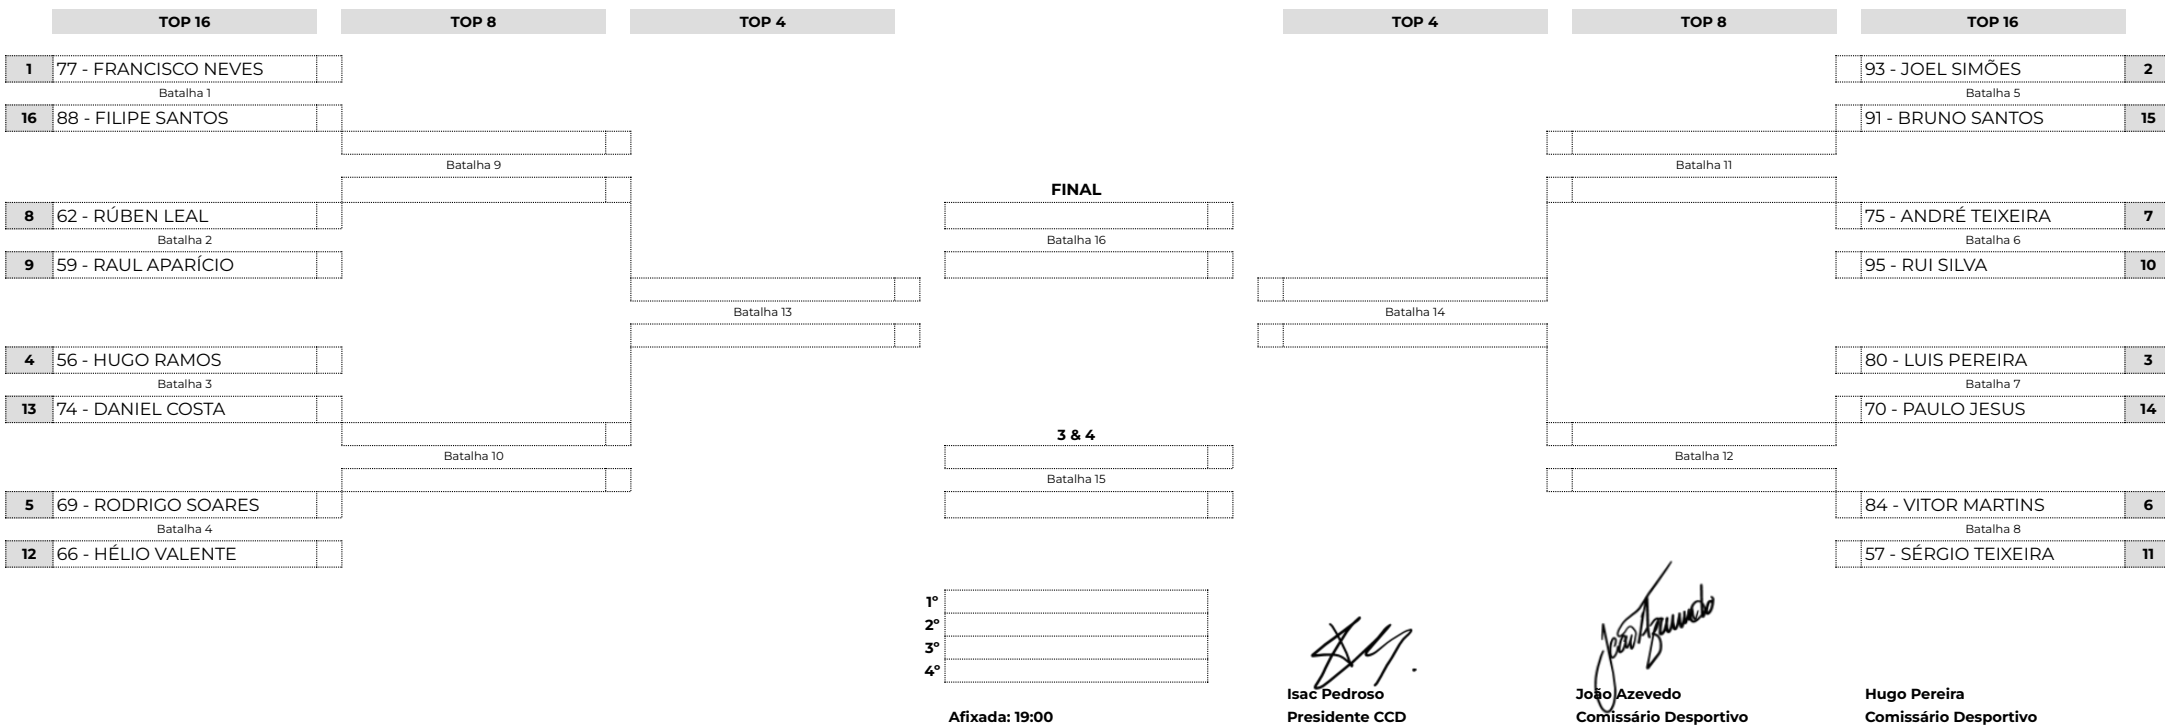 TOP 16 TOP 8 TOP 4 TOP 4 TOP 8 TOP 16
1 77 - FRANCISCO NEVES 93 - JOEL SIMÕES 2
Batalha 1 Batalha 5
16 88 - FILIPE SANTOS 91 - BRUNO SANTOS 15
Batalha 9 Batalha 11
FINAL
8 62 - RÚBEN LEAL 75 - ANDRÉ TEIXEIRA 7
Batalha 2 Batalha 16 Batalha 6
9 59 - RAUL APARÍCIO 95 - RUI SILVA 10
Batalha 13 Batalha 14
4 56 - HUGO RAMOS 80 - LUIS PEREIRA 3
Batalha 3 Batalha 7
13 74 - DANIEL COSTA 70 - PAULO JESUS 14
3 & 4
Batalha 10 Batalha 12
Batalha 15
5 69 - RODRIGO SOARES 84 - VITOR MARTINS 6
Batalha 4 Batalha 8
12 66 - HÉLIO VALENTE 57 - SÉRGIO TEIXEIRA 11
1º
2º
3º
4º
João Azevedo
Isac Pedroso João Azevedo Hugo Pereira
Afixada: 19:00 Presidente CCD Comissário Desportivo Comissário Desportivo